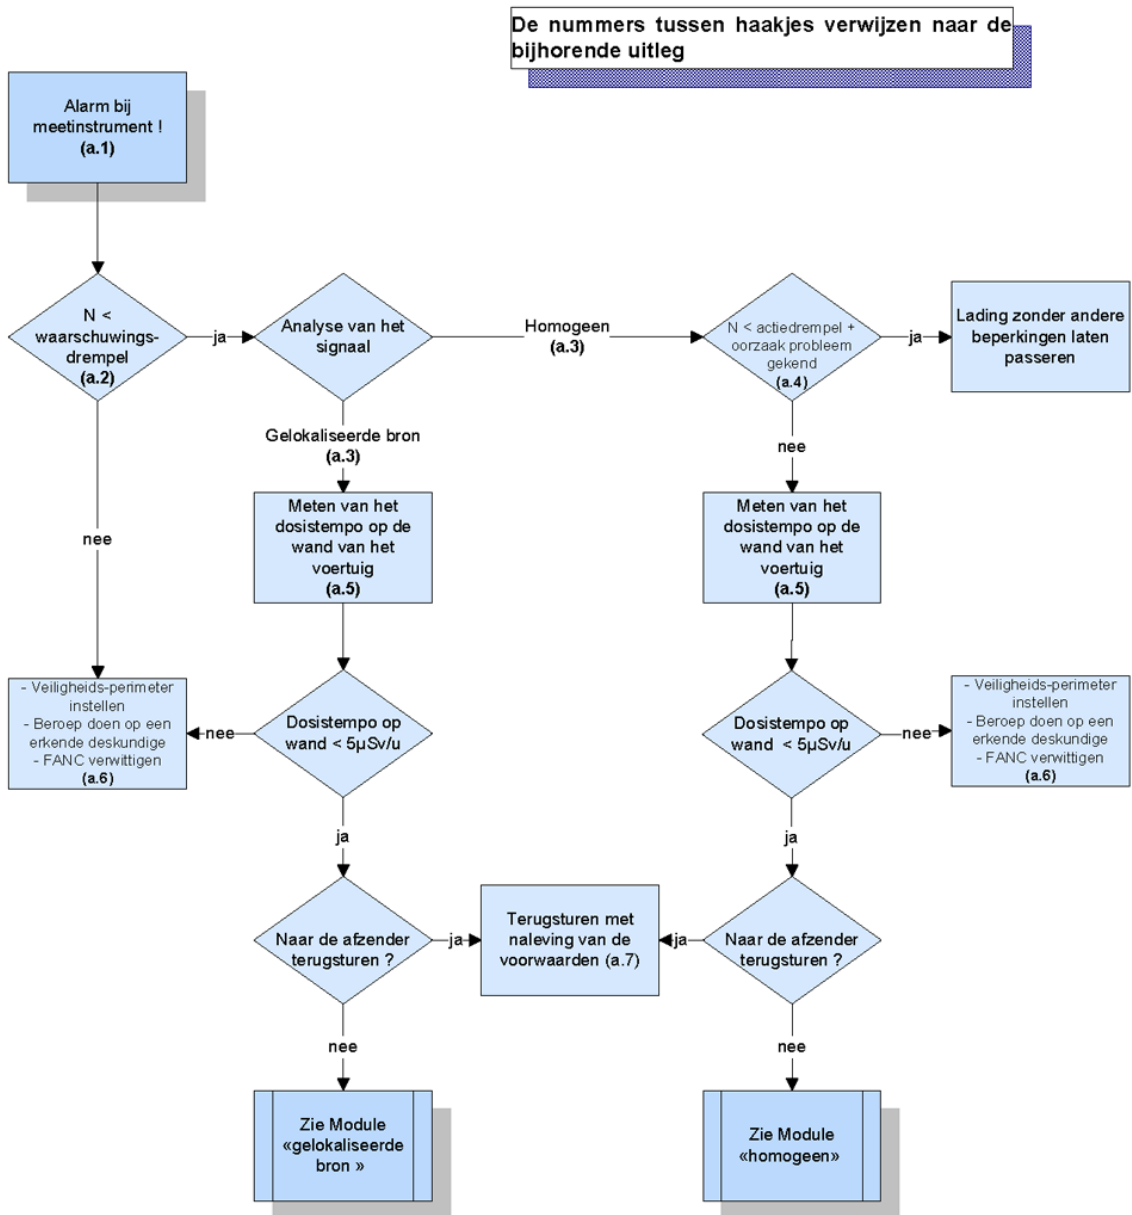 De nummers tussen haakjes verwijzen naar de
bijhorende uitleg
Alarm bij
meetinstrument !
(a.1)
N <
waarschuwings-
drempel
(a.2)
ja
Analyse van het
signaal
Homogeen
(a.3)
N < actiedrempel +
oorzaak probleem
gekend
(a.4)
ja
Lading zonder andere
beperkingen laten
passeren
Gelokaliseerde bron
(a.3)
nee
nee
Meten van het
dosistempo op de
wand van het
voertuig
(a.5)
Meten van het
dosistempo op de
wand van het
voertuig
(a.5)
- Veiligheids-perimeter
instellen
- Beroep doen op een
erkende deskundige
- FANC verwittigen
(a.6)
nee
Dosistempo op
wand < 5µSv/u
Dosistempo op
wand < 5µSv/u
nee
- Veiligheids-perimeter
instellen
- Beroep doen op een
erkende deskundige
- FANC verwittigen
(a.6)
ja
ja
Naar de afzender
terugsturen ?
ja
Terugsturen met
naleving van de
voorwaarden (a.7)
ja
Naar de afzender
terugsturen ?
nee
nee
Zie Module
«gelokaliseerde
bron »
Zie Module
«homogeen»